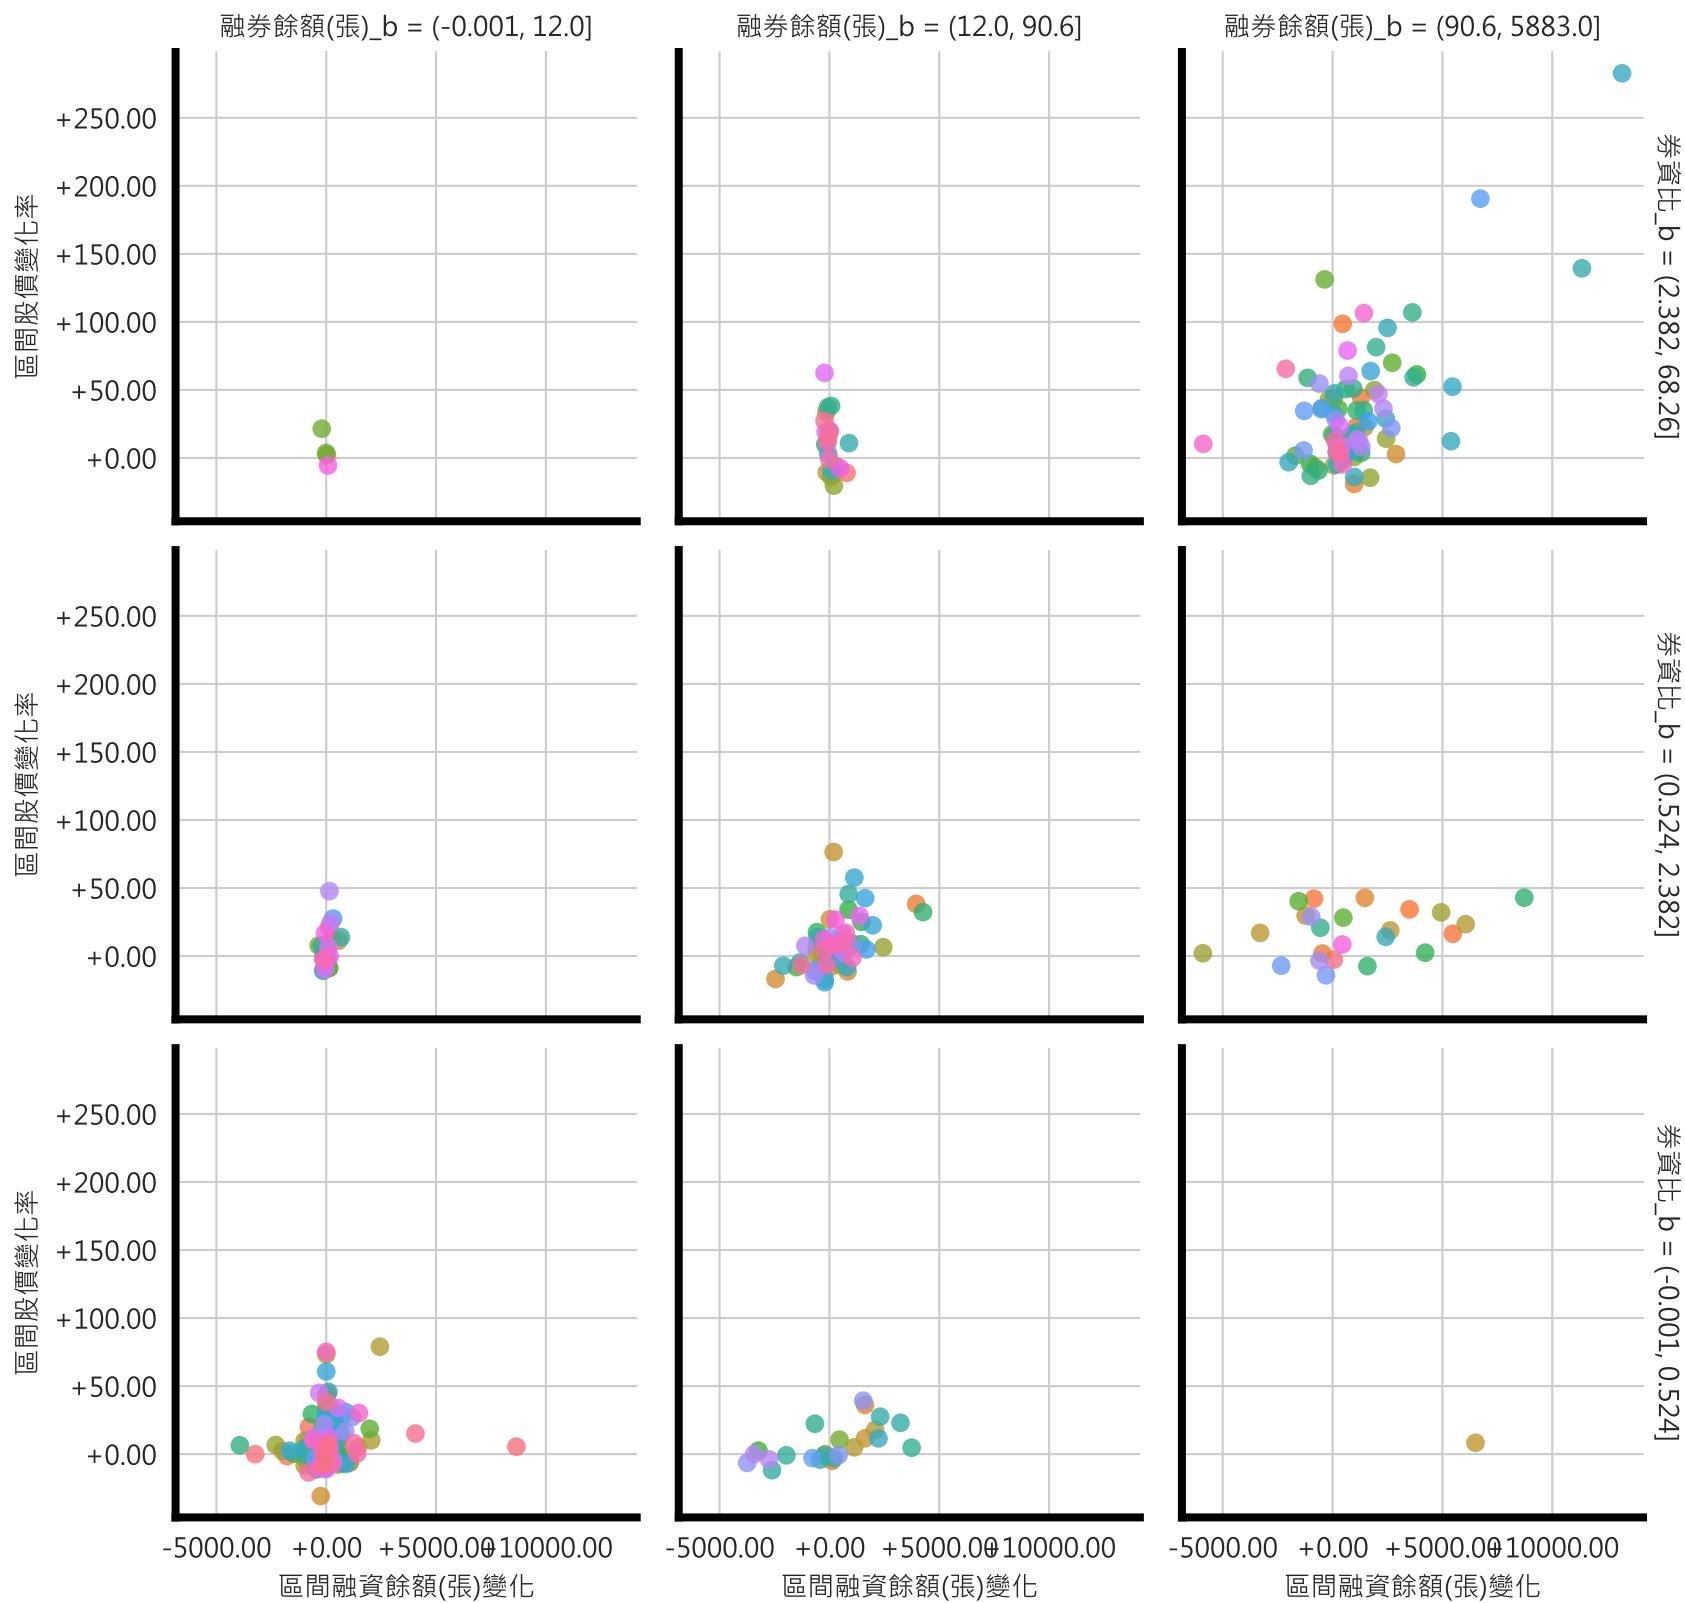 融券餘額(張)_b = (-0.001, 12.0]
融券餘額(張)_b = (12.0, 90.6]
融券餘額(張)_b = (90.6, 5883.0]
+250.00
+200.00
+150.00
+100.00
+50.00
+0.00
區間股價變化率
券資比_b = (2.382, 68.26]
+250.00
+200.00
+150.00
+100.00
+50.00
+0.00
區間股價變化率
券資比_b = (0.524, 2.382]
+250.00
+200.00
+150.00
+100.00
+50.00
+0.00
區間股價變化率
券資比_b = (-0.001, 0.524]
-5000.00 +0.00 +5000.00 +10000.00
-5000.00 +0.00 +5000.00 +10000.00
-5000.00 +0.00 +5000.00 +10000.00
區間融資餘額(張)變化
區間融資餘額(張)變化
區間融資餘額(張)變化